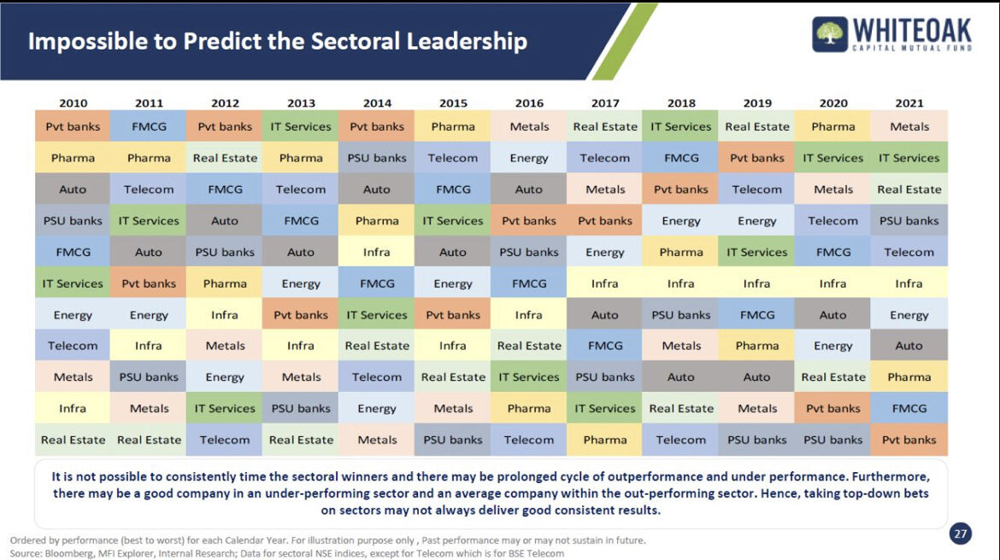 Impossible to Predict the Sectoral Leadership
WHITEOAK
CAPITAL MUTUAL FUND
2010 2011 2012 2013 2014 2015 2016 2017 2018 2019 2020 2021
Pvt banks FMCG Pvt banks IT Services Pvt banks Pharma Metals Real Estate IT Services Real Estate Pharma Metals
Pharma Pharma Real Estate Pharma PSU banks Telecom Energy Telecom FMCG Pvt banks IT Services IT Services
Auto Telecom FMCG Telecom Auto FMCG Auto Metals Pvt banks Telecom Metals Real Estate
PSU banks IT Services Auto FMCG Pharma IT Services Pvt banks Pvt banks Energy Energy Telecom PSU banks
FMCG Auto PSU banks Auto Infra Auto PSU banks Energy Pharma IT Services FMCG Telecom
IT Services Pvt banks Pharma Energy FMCG Energy FMCG Infra Infra Infra Infra Infra
Energy Energy Infra Pvt banks IT Services Pvt banks Infra Auto PSU banks FMCG Auto Energy
Telecom Infra Metals Infra Real Estate Infra Real Estate FMCG Metals Pharma Energy Auto
Metals PSU banks Energy Metals Telecom Real Estate IT Services PSU banks Auto Auto Real Estate Pharma
Infra Metals IT Services PSU banks Energy Metals Pharma IT Services Real Estate Metals Pvt banks FMCG
Real Estate Real Estate Telecom Real Estate Metals PSU banks Telecom Pharma Telecom PSU banks PSU banks Pvt banks
It is not possible to consistently time the sectoral winners and there may be prolonged cycle of outperformance and under performance. Furthermore,
there may be a good company in an under-performing sector and an average company within the out-performing sector. Hence, taking top-down bets
on sectors may not always deliver good consistent results.
27
Ordered by performance (best to worst) for each Calendar Year. For illustration purpose only , Past performance may or may not sustain in future.
Source: Bloomberg, MFI Explorer, Internal Research; Data for sectoral NSE indices, except for Telecom which is for BSE Telecom